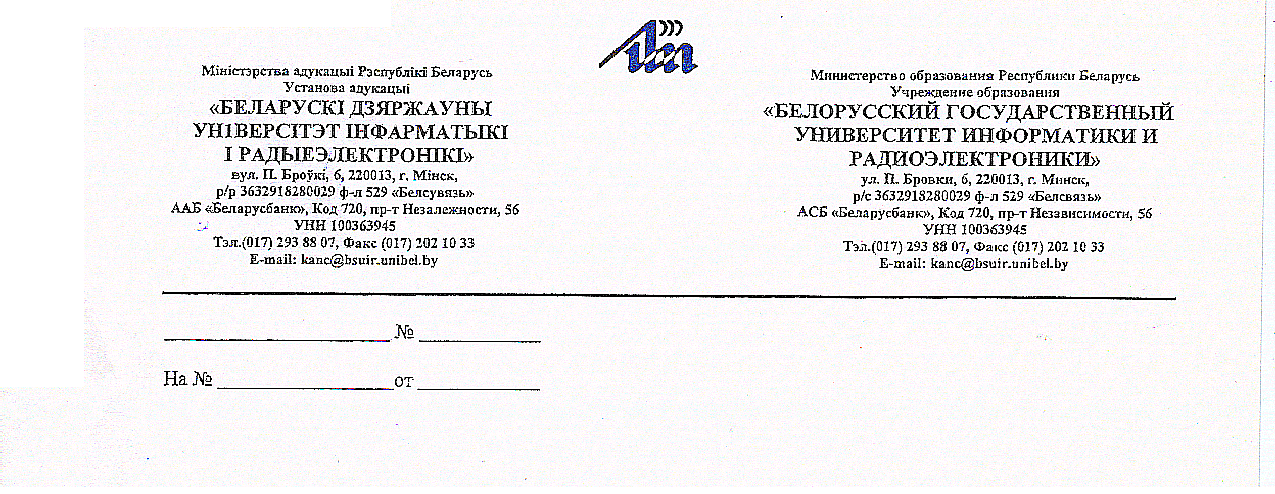 Міністэрства адукацыі Рэспублікі Беларусь
Установа адукацыі
«БЕЛАРУСКІ ДЗЯРЖАУНЫ
УНІВЕРСІТЭТ ІНФАРМАТЫКІ
І РАДЫЕЭЛЕКТРОНІКІ»
вул. П. Броўкі, 6, 220013, г. Мінск,
р/р 3632918280029 ф-л 529 «Белсувязь»
ААБ «Беларусбанк», Код 720, пр-т Незалежности, 56
УНН 100363945
Тэл.(017) 293 88 07, Факс (017) 202 10 33
E-mail: kanc@bsuir.unibel.by
Министерство образования Республики Беларусь
Учреждение образования
«БЕЛОРУССКИЙ ГОСУДАРСТВЕННЫЙ
УНИВЕРСИТЕТ ИНФОРМАТИКИ И
РАДИОЭЛЕКТРОНИКИ»
ул. П. Бровки, 6, 220013, г. Минск,
р/с 3632918280029 ф-л 529 «Белсвязь»
АСБ «Беларусбанк», Код 720, пр-т Независимости, 56
УНН 100363945
Тэл.(017) 293 88 07, Факс (017) 202 10 33
E-mail: kanc@bsuir.unibel.by
№
На № от